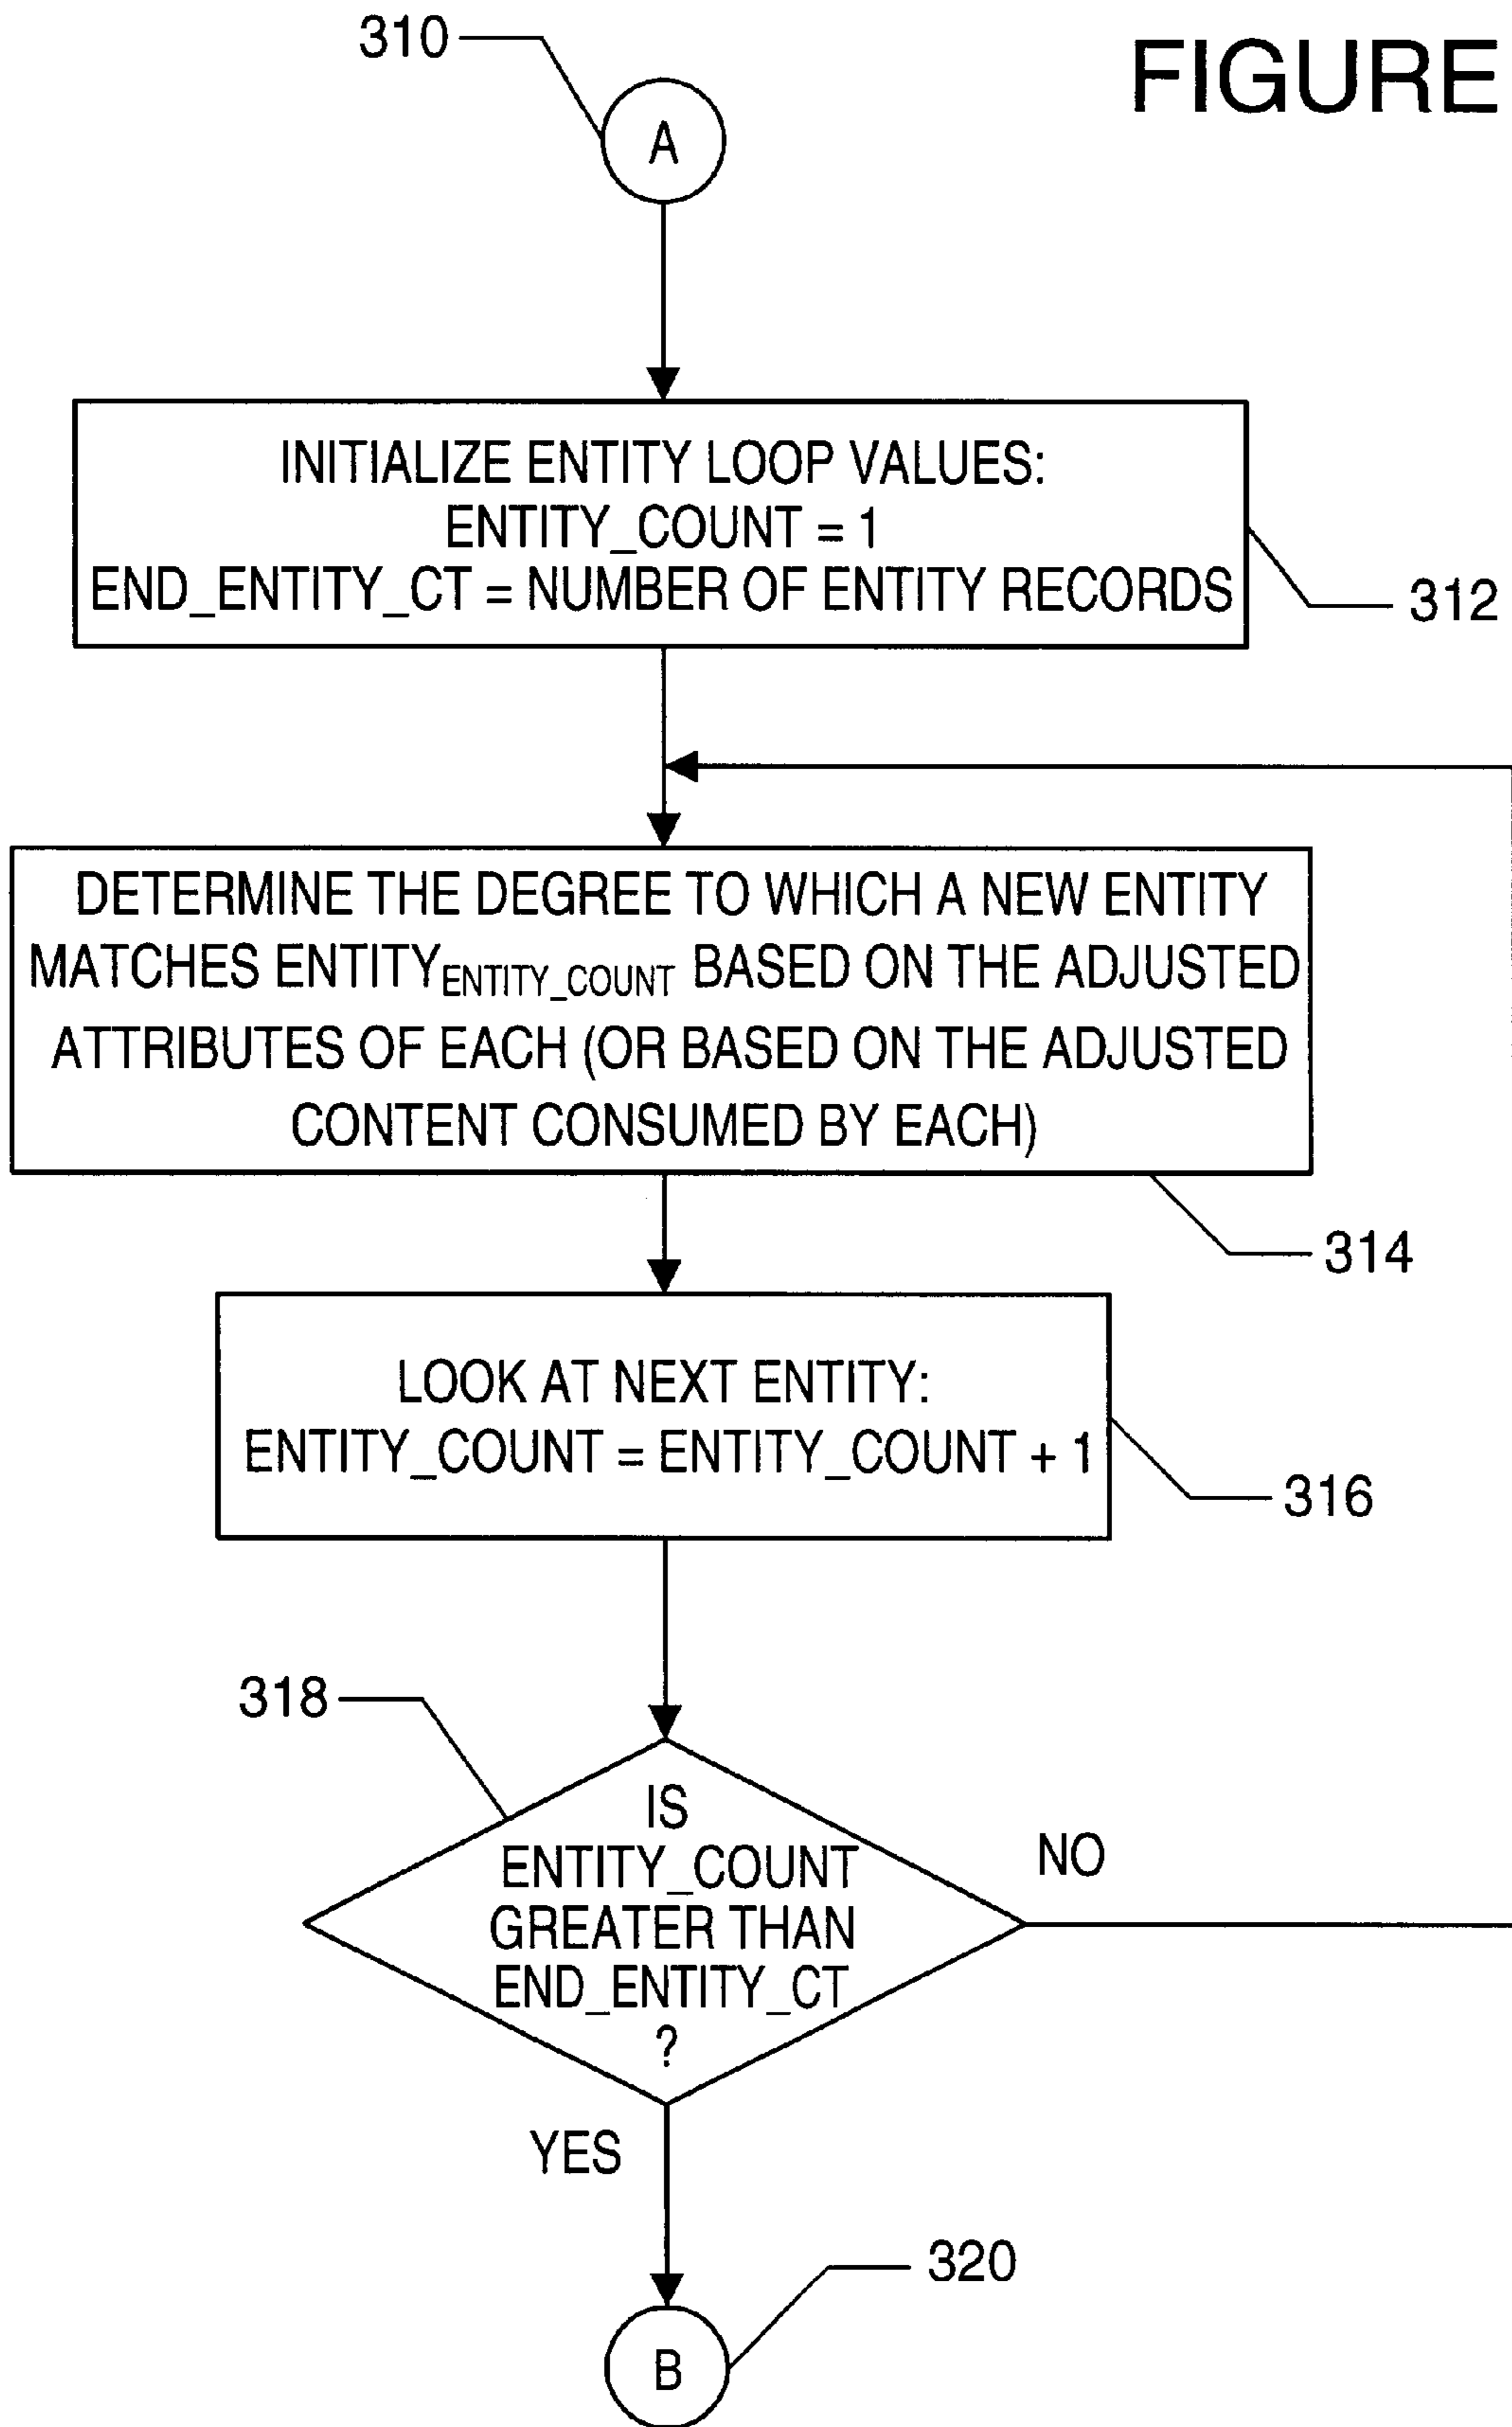 310
FIGURE
A
INITIALIZE ENTITY LOOP VALUES:
ENTITY_COUNT = 1
END_ENTITY_CT = NUMBER OF ENTITY RECORDS
312
DETERMINE THE DEGREE TO WHICH A NEW ENTITY
MATCHES ENTITY ENTITY_COUNT BASED ON THE ADJUSTED
ATTRIBUTES OF EACH (OR BASED ON THE ADJUSTED
CONTENT CONSUMED BY EACH)
314
LOOK AT NEXT ENTITY:
ENTITY_COUNT = ENTITY_COUNT + 1
316
318
IS
ENTITY_COUNT
GREATER THAN
END_ENTITY_CT
?
NO
YES
320
B